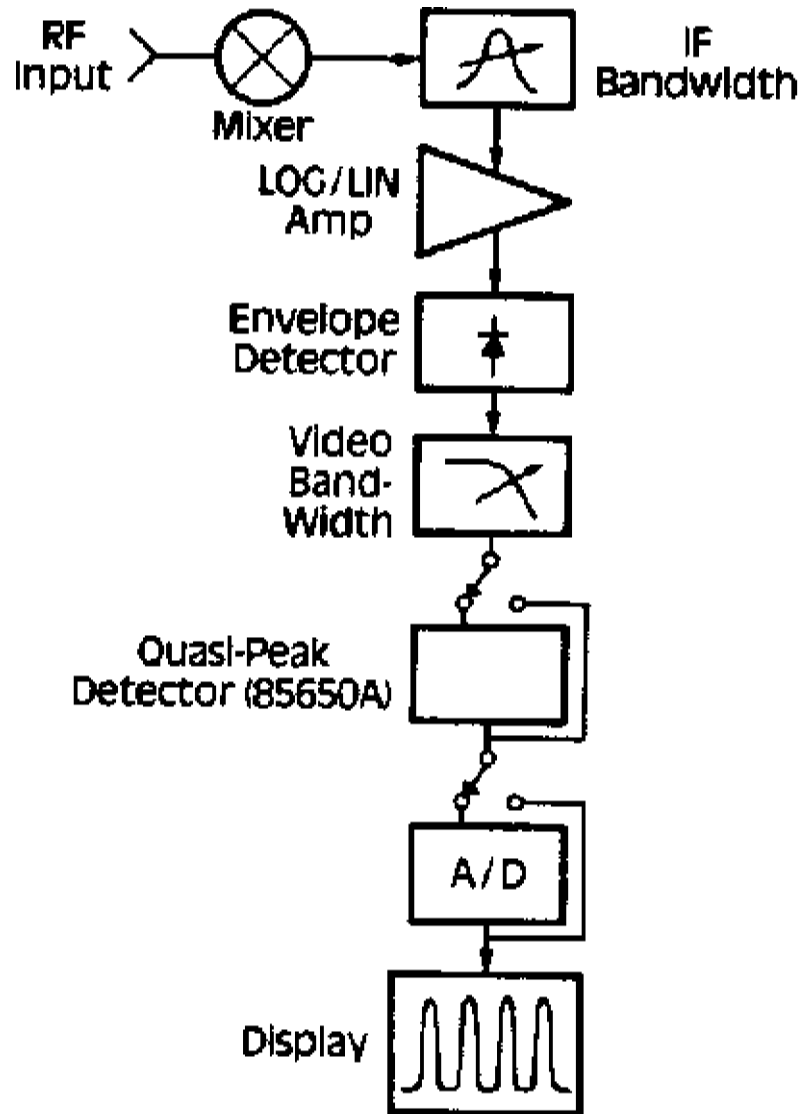 RF
Input
Mixer
IF
Bandwidth
LOG/LIN
Amp
Envelope
Detector
Video
Band-
Width
Quasi-Peak
Detector (85650A)
A/D
Display